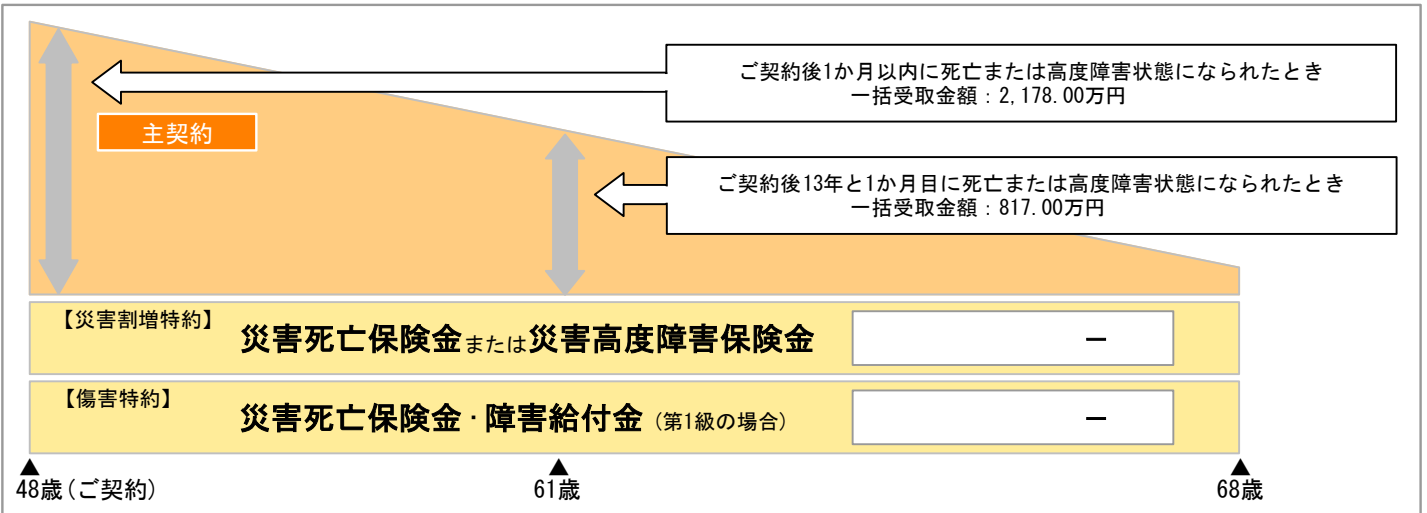 ご契約後1か月以内に死亡または高度障害状態になられたとき
一括受取金額：2,178.00万円
主契約
ご契約後13年と1か月目に死亡または高度障害状態になられたとき
一括受取金額：817.00万円
【災害割増特約】
災害死亡保険金または災害高度障害保険金 －
【傷害特約】
災害死亡保険金・障害給付金（第1級の場合） －
▲ ▲ ▲
48歳（ご契約） 61歳 68歳